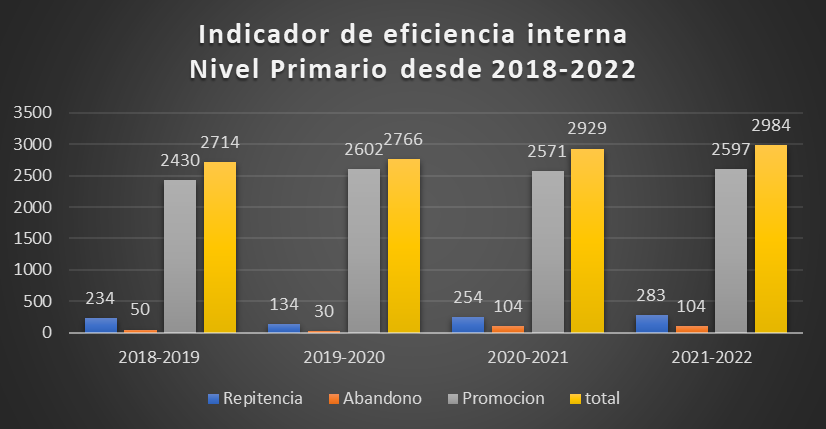 Indicador de eficiencia interna
Nivel Primario desde 2018-2022
3500
3000
2500
2000
1500
1000
500
0
234 50 2430 2714
134 30 2602 2766
254 104 2571 2929
283 104 2597 2984
2018-2019 2019-2020 2020-2021 2021-2022
Repitencia Abandono Promocion total